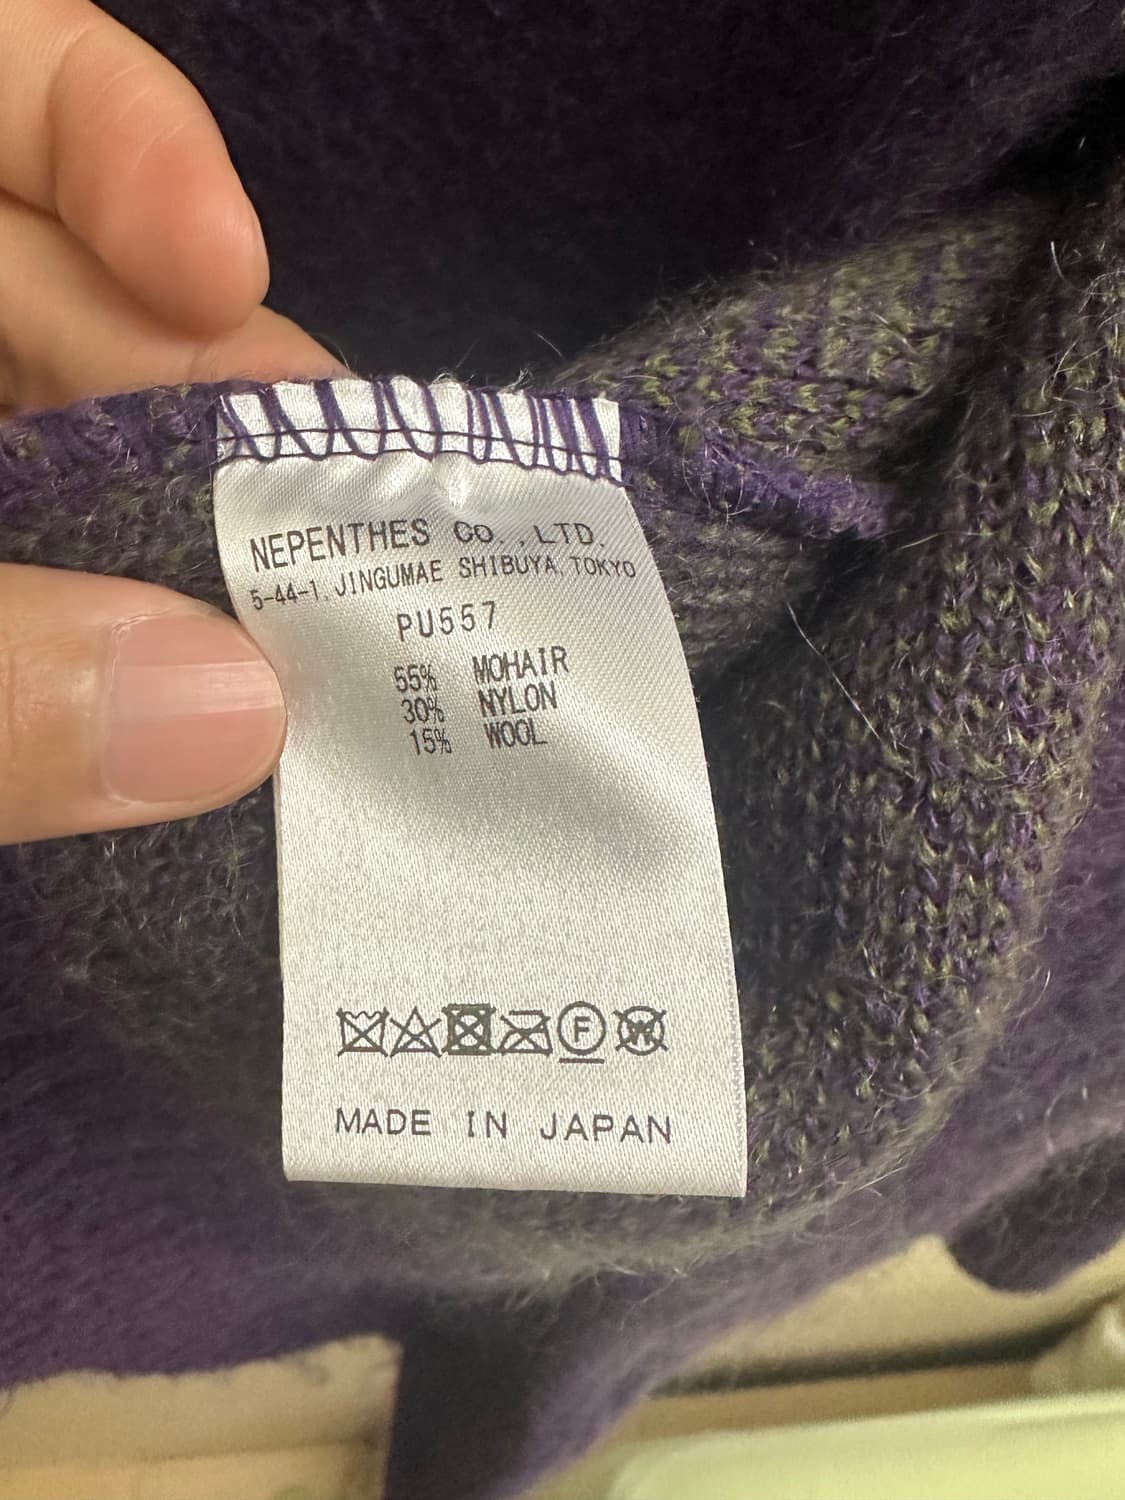 NEPENTHES Co.,LTD.
5-44-1, JINGUMAE SHIBUYA, TOKYO
PU557
55% MOHAIR
30% NYLON
15% WOOL
F W
MADE IN JAPAN